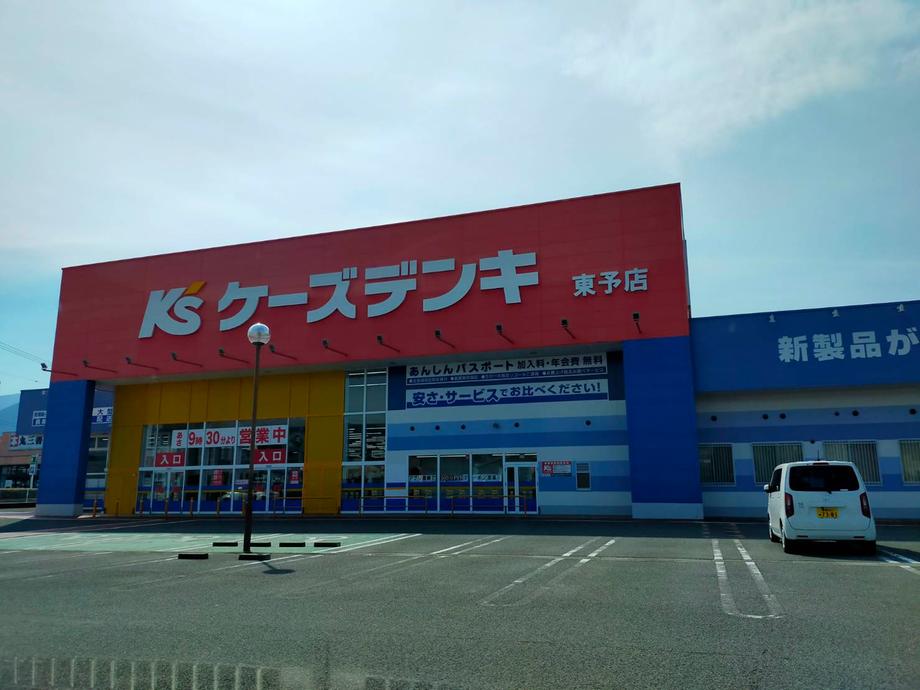 K's ケーズデンキ 東予店
新製品が
あんしんパスポート 加入料・年会費 無料
安さ・サービスでお比べください!
あさ 9時 30分より 営業中
入口
入口